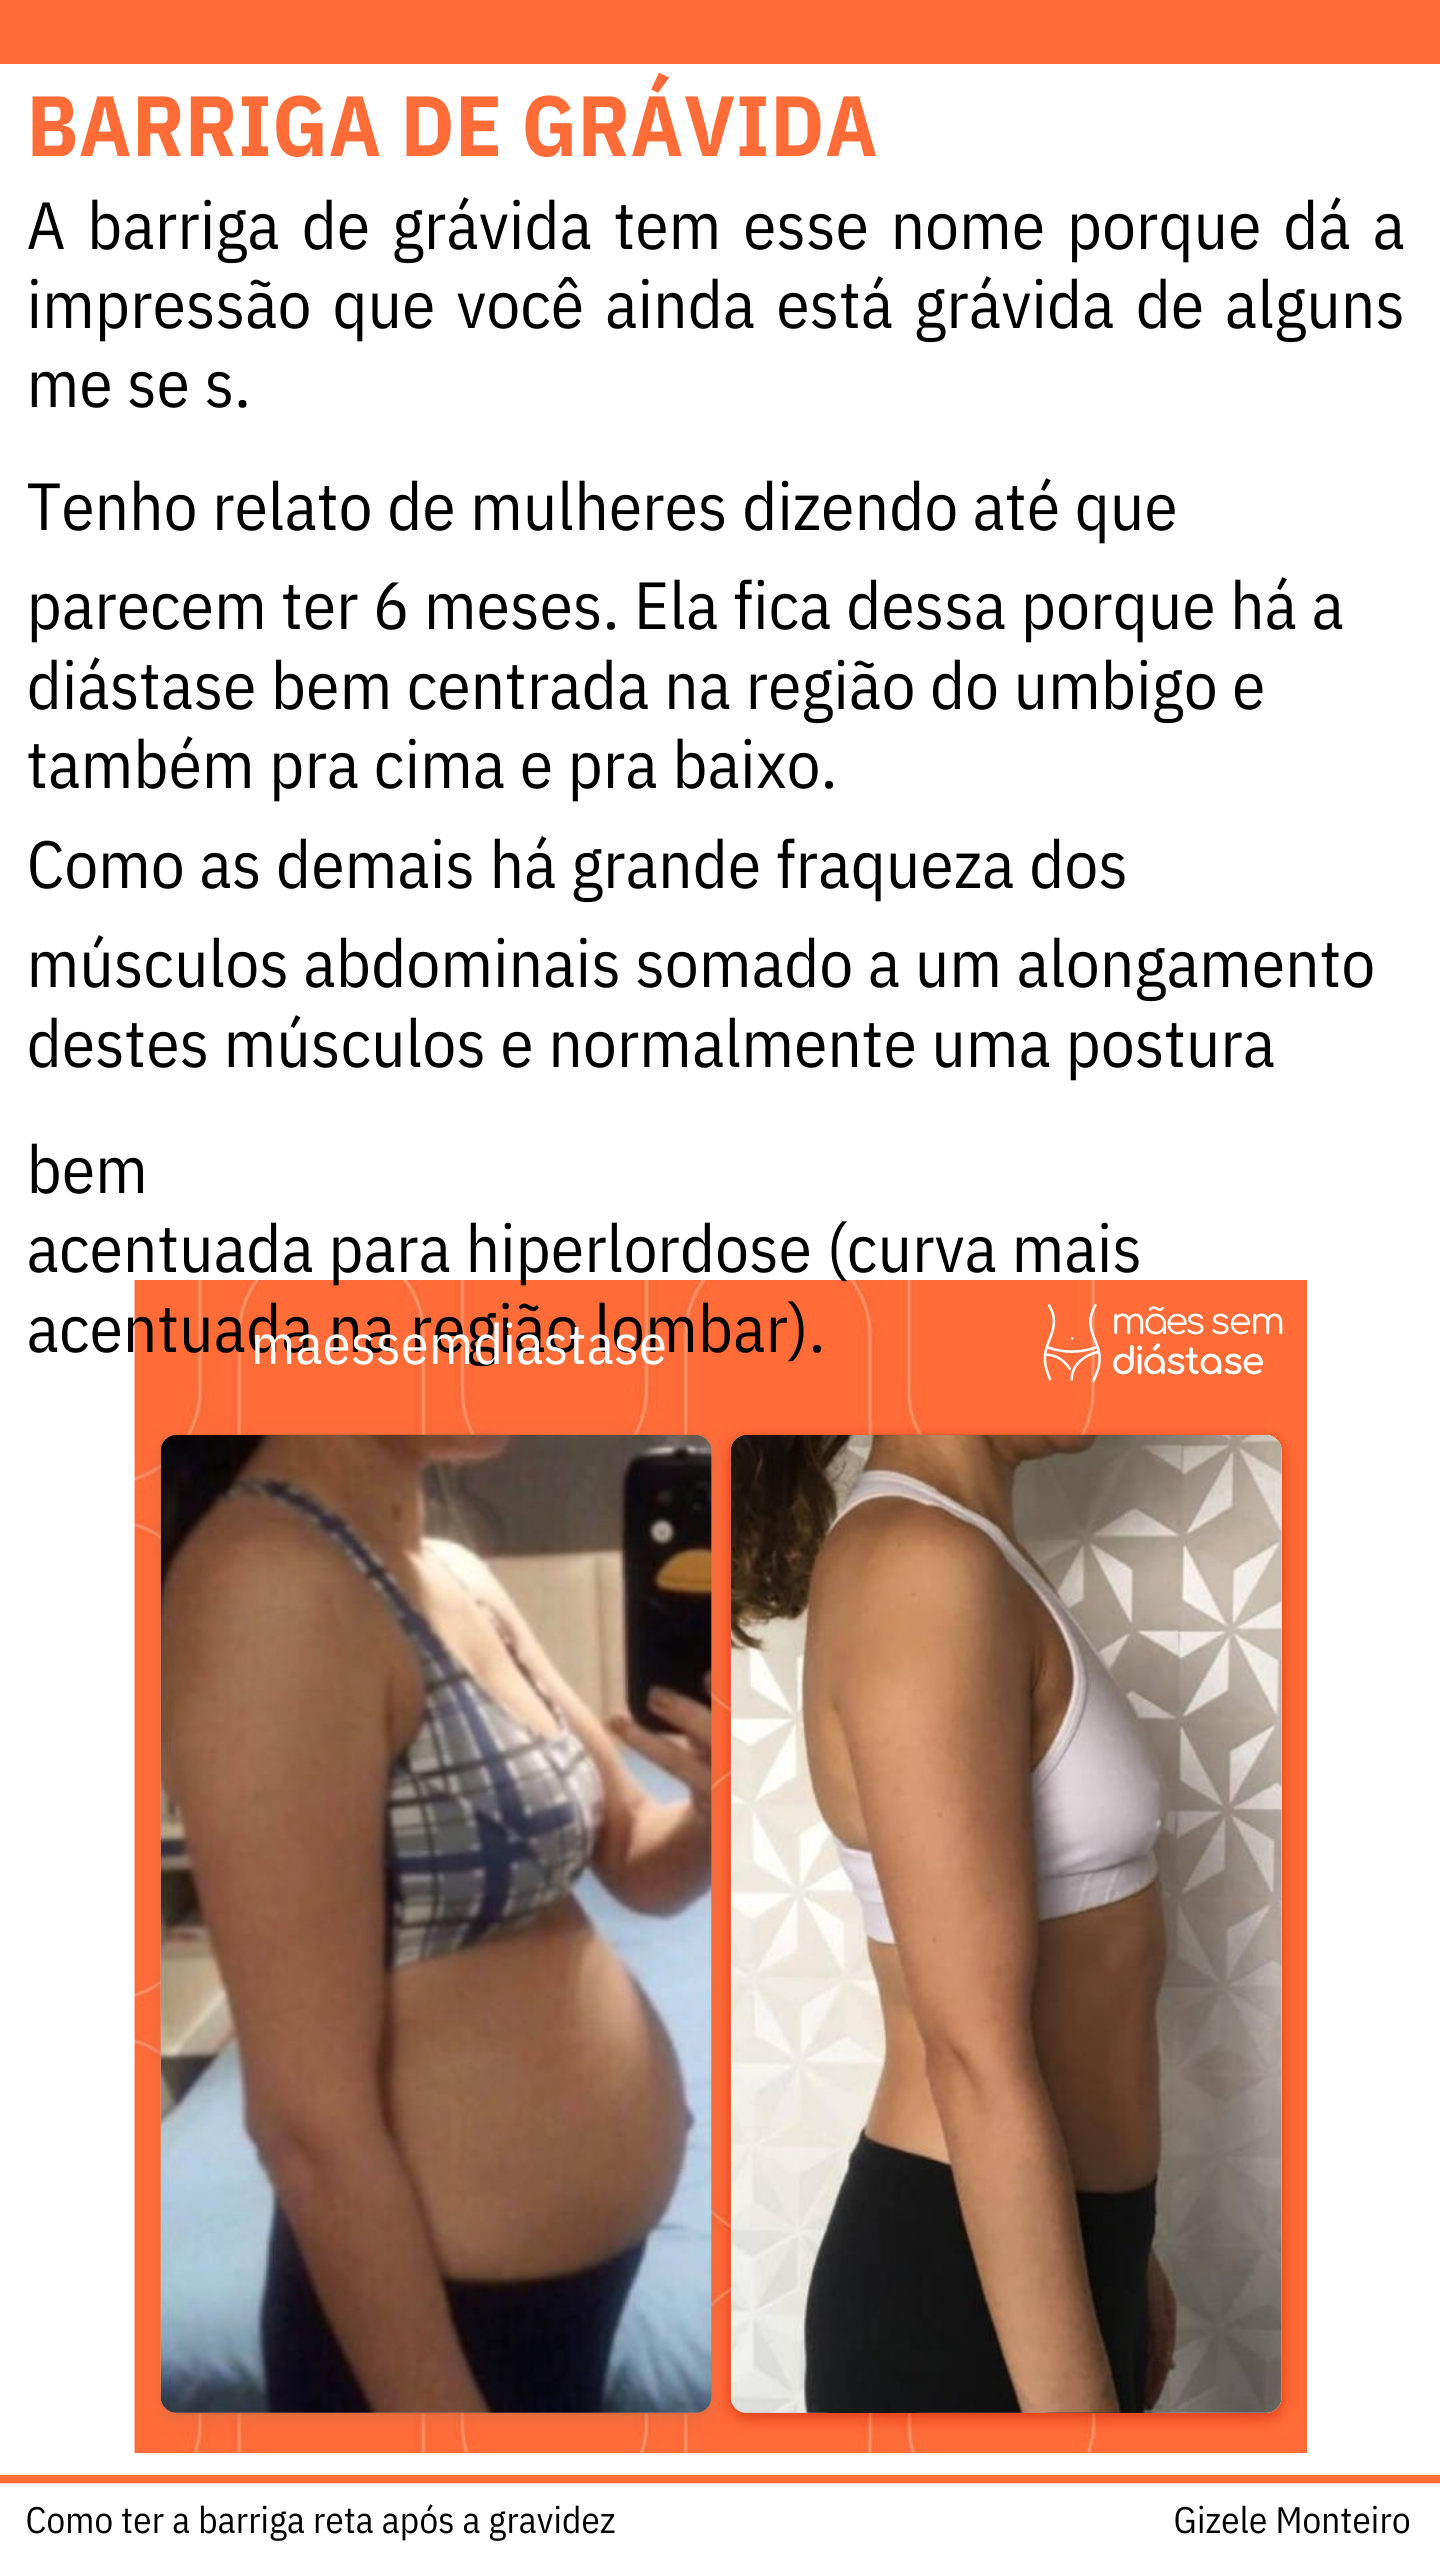 BARRIGA DE GRÁVIDA
A barriga de grávida tem esse nome porque dá a
impressão que você ainda está grávida de alguns
me se s.
Tenho relato de mulheres dizendo até que
parecem ter 6 meses. Ela fica dessa porque há a
diástase bem centrada na região do umbigo e
também pra cima e pra baixo.
Como as demais há grande fraqueza dos
músculos abdominais somado a um alongamento
destes músculos e normalmente uma postura
bem
acentuada para hiperlordose (curva mais
acentuada na região lombar).
maessemdiastase
mães sem
diástase
Como ter a barriga reta após a gravidez
Gizele Monteiro